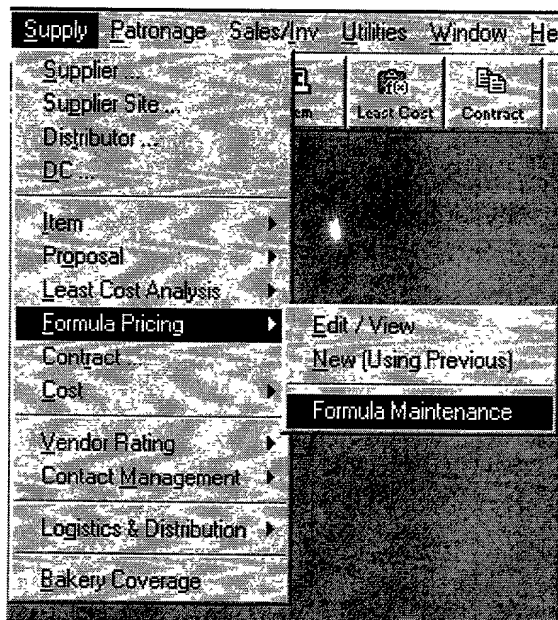 Supply Patronage Sales/Inv Utilities Window He
Supplier ...
Supplier Site ...
Distributor ...
DC ...
Least Cost Contract
Item
Proposal
Least Cost Analysis
Formula Pricing
Edit / View
Contract
New (Using Previous)
Cost
Formula Maintenance
Vendor Rating
Contact Management
Logistics & Distribution
Bakery Coverage